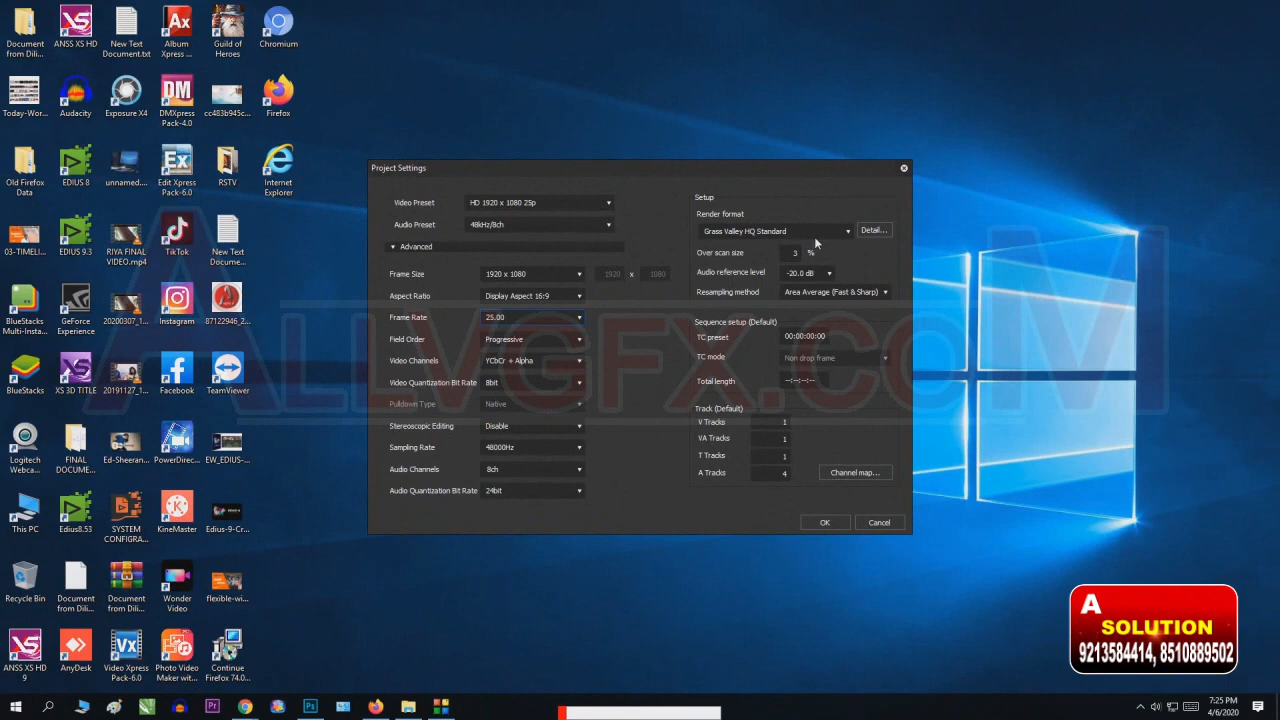 Document
from Dili...
ANSS XS HD
New Text
Document.txt
Album
Xpress ...
Guild of
Heroes
Chromium
Today-Wor...
Audacity
Exposure X4
DMXpress
Pack-4.0
cc483b945c...
Firefox
Old Firefox
Data
EDIUS 8
unnamed....
Edit Xpress
Pack-6.0
RSTV
Internet
Explorer
03-TIMELI...
EDIUS 9.3
RIYA FINAL
VIDEO.mp4
TikTok
New Text
Docume...
BlueStacks
Multi-Insta...
GeForce
Experience
20200307_1...
Instagram
87122946_2...
BlueStacks
XS 3D TITLE
20191127_1...
Facebook
TeamViewer
Logitech
Webcam...
FINAL
DOCUME...
Ed-Sheeran...
PowerDirec...
EW_EDIUS-...
This PC
Edius8.53
SYSTEM
CONFIGRA...
KineMaster
Edius-9-Cr...
Recycle Bin
Document
from Dili...
Document
from Dili...
Wonder
Video
flexible-wi...
ANSS XS HD
9
AnyDesk
Video Xpress
Pack-6.0
Photo Video
Maker wit...
Continue
Firefox 74.0...
Project Settings
Video Preset HD 1920 x 1080 25p
Audio Preset 48kHz/8ch
Advanced
Frame Size 1920 x 1080 1920 x 1080
Aspect Ratio Display Aspect 16:9
Frame Rate 25.00
Field Order Progressive
Video Channels YCbCr + Alpha
Video Quantization Bit Rate 8bit
Pulldown Type Native
Stereoscopic Editing Disable
Sampling Rate 48000Hz
Audio Channels 8ch
Audio Quantization Bit Rate 24bit
Setup
Render format
Grass Valley HQ Standard Detail...
Over scan size 3 %
Audio reference level -20.0 dB
Resampling method Area Average (Fast & Sharp)
Sequence setup (Default)
TC preset 00:00:00:00
TC mode Non drop frame
Total length --:--:--:--
Track (Default)
V Tracks 1
VA Tracks 1
T Tracks 1
A Tracks 4
Channel map...
OK Cancel
ALLVGFX.COM
A
SOLUTION
9213584414, 8510889502
7:25 PM
4/6/2020